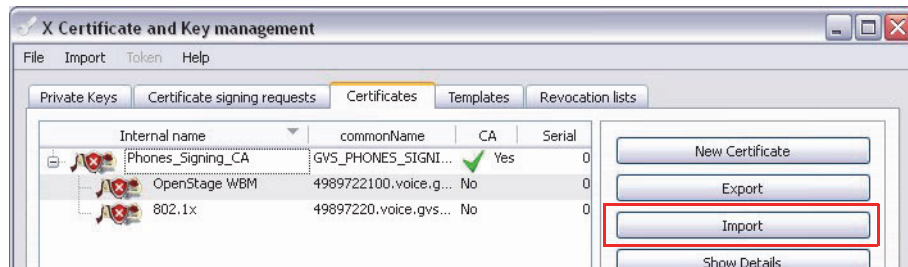 X Certificate and Key management
File Import Token Help
Private Keys Certificate signing requests Certificates Templates Revocation lists
Internal name commonName CA Serial
Phones_Signing_CA GVS_PHONES_SIGNI... Yes 0
OpenStage WBM 4989722100.voice.g... No 0
802.1x 49897220.voice.gvs... No 0
New Certificate
Export
Import
Show Details